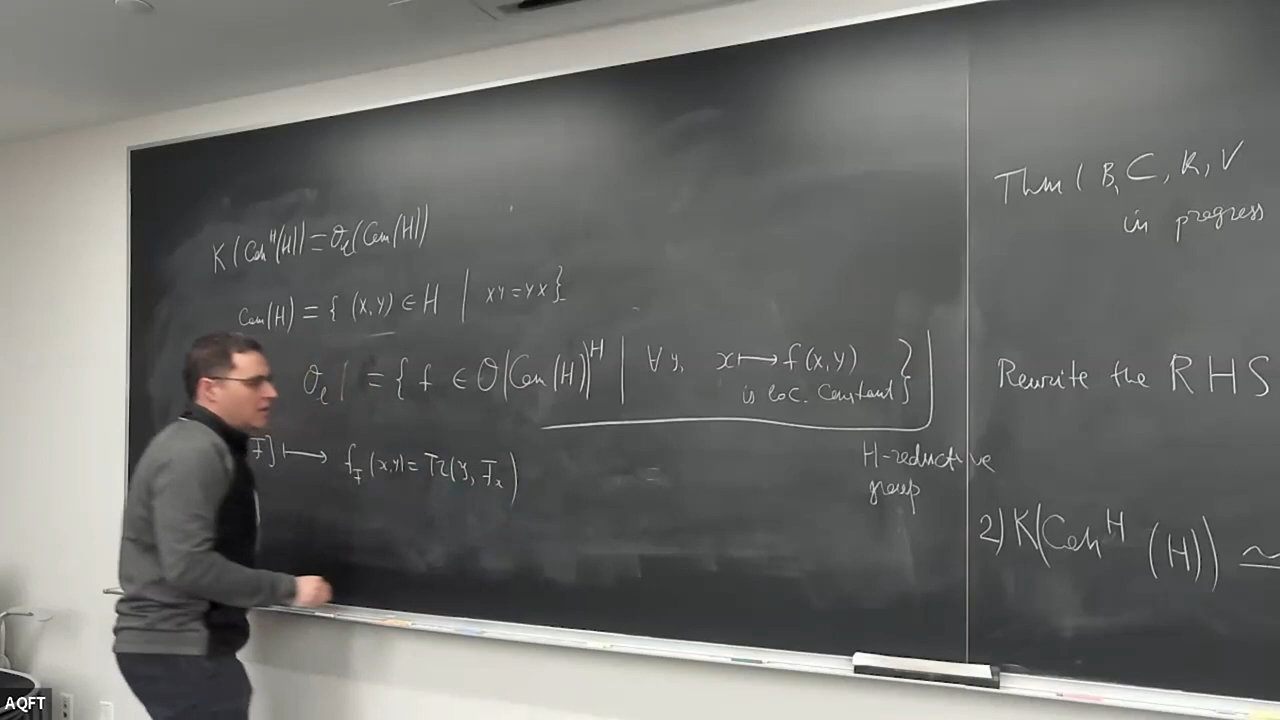 K(Coh^H(H)) = O_ℓ(Com(H))
Com(H) = { (x,y) ∈ H | xy = yx }
O_ℓ | = { f ∈ O(Com(H))^H | ∀ y, x ⟼ f(x,y)
is loc. constant }
F] ⟼ f_F(x,y) = Tr(y, F_x)
H-reductive
group
Thm ( B, C, K, V
in progress
Rewrite the RHS
2) K(Coh^H (H)) ≃
AQFT